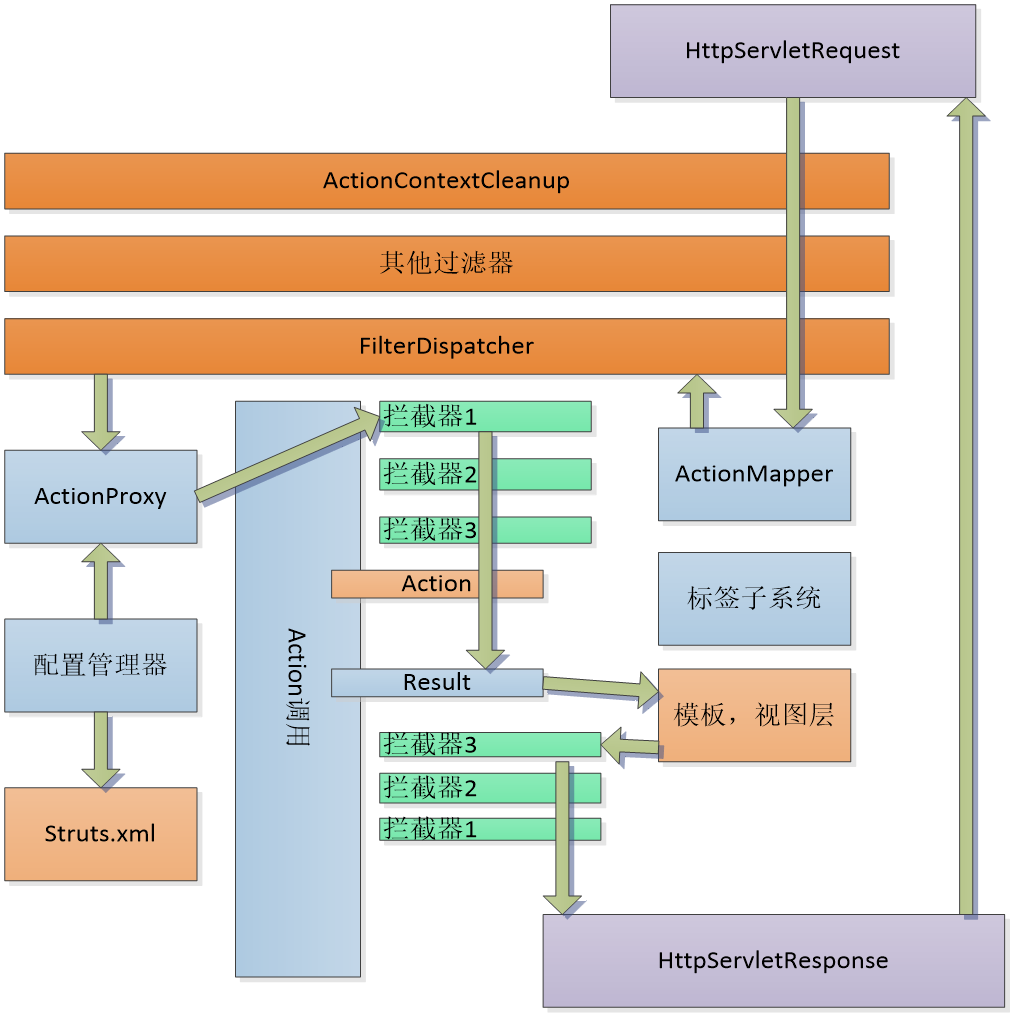 HttpServletRequest
ActionContextCleanup
其他过滤器
FilterDispatcher
拦截器1
拦截器2
拦截器3
ActionMapper
ActionProxy
Action
标签子系统
配置管理器
Action调用
Result
模板，视图层
拦截器3
拦截器2
拦截器1
Struts.xml
HttpServletResponse